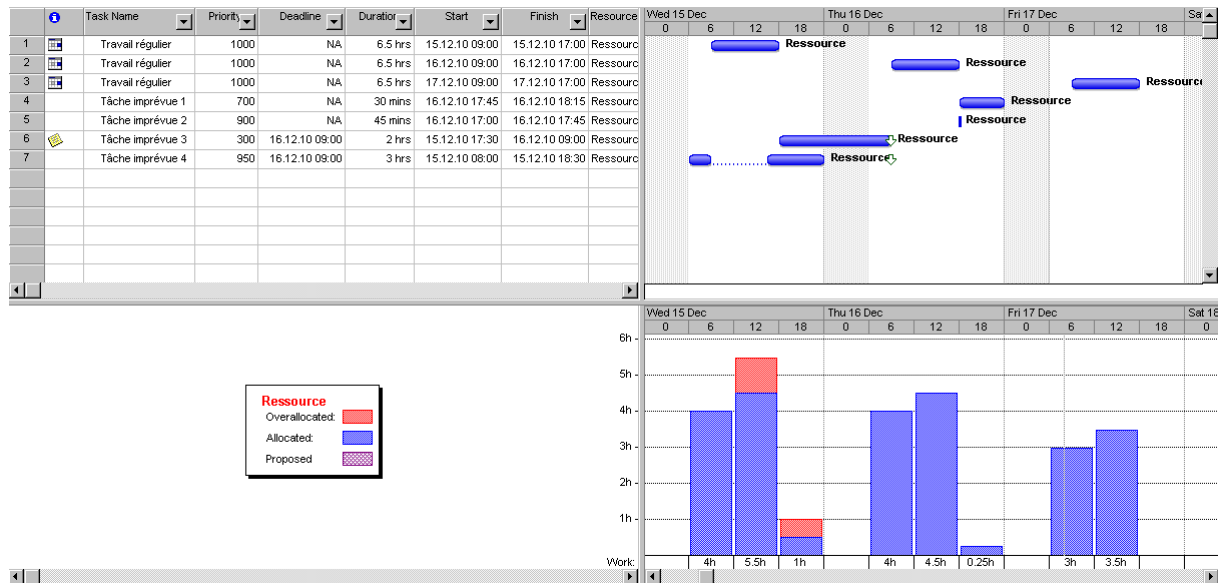 Task Name Priority Deadline Duration Start Finish Resource
1 Travail régulier 1000 NA 6.5 hrs 15.12.10 09:00 15.12.10 17:00 Ressourc
2 Travail régulier 1000 NA 6.5 hrs 16.12.10 09:00 16.12.10 17:00 Ressourc
3 Travail régulier 1000 NA 6.5 hrs 17.12.10 09:00 17.12.10 17:00 Ressourc
4 Tâche imprévue 1 700 NA 30 mins 16.12.10 17:45 16.12.10 18:15 Ressourc
5 Tâche imprévue 2 900 NA 45 mins 16.12.10 17:00 16.12.10 17:45 Ressourc
6 Tâche imprévue 3 300 16.12.10 09:00 2 hrs 15.12.10 17:30 16.12.10 09:00 Ressourc
7 Tâche imprévue 4 950 16.12.10 09:00 3 hrs 15.12.10 08:00 15.12.10 18:30 Ressourc
Wed 15 Dec Thu 16 Dec Fri 17 Dec Sa
0 6 12 18 0 6 12 18 0 6 12 18
Ressource
Ressource
Ressource
Ressource
Ressource
Ressource
Ressource
Ressource
Overallocated:
Allocated:
Proposed
Wed 15 Dec Thu 16 Dec Fri 17 Dec Sat 18
0 6 12 18 0 6 12 18 0 6 12 18 0
6h
5h
4h
3h
2h
1h
Work: 4h 5.5h 1h 4h 4.5h 0.25h 3h 3.5h